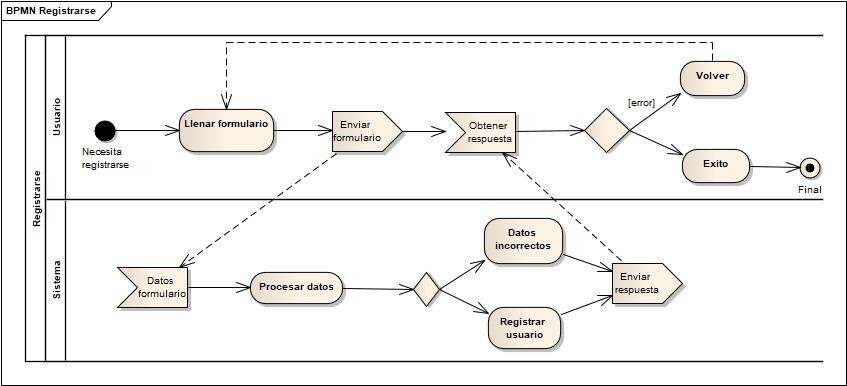 BPMN Registrarse
Registrarse
Usuario
Necesita
registrarse
Llenar formulario
Enviar
formulario
Obtener
respuesta
[error]
Volver
Exito
Final
Sistema
Datos
formulario
Procesar datos
Datos
incorrectos
Registrar
usuario
Enviar
respuesta